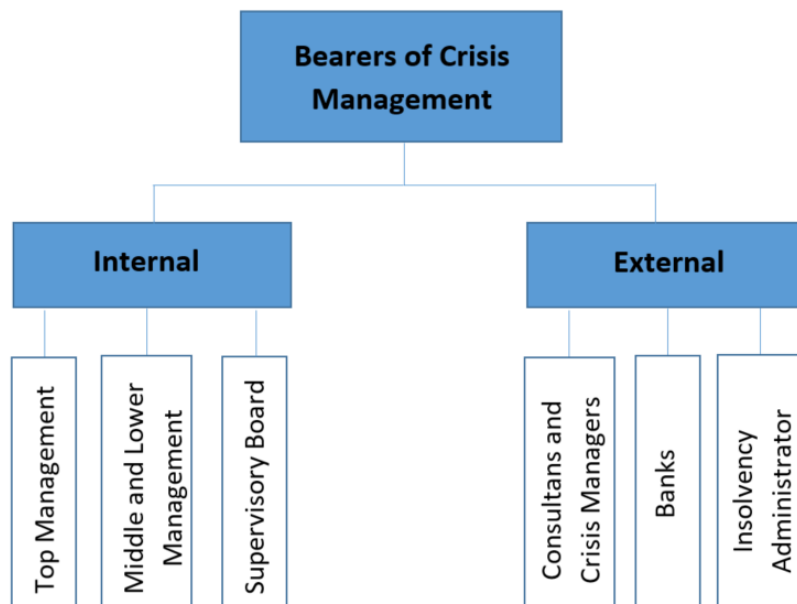 Bearers of Crisis
Management
Internal
External
Top Management
Middle and Lower
Management
Supervisory Board
Consultans and
Crisis Managers
Banks
Insolvency
Administrator